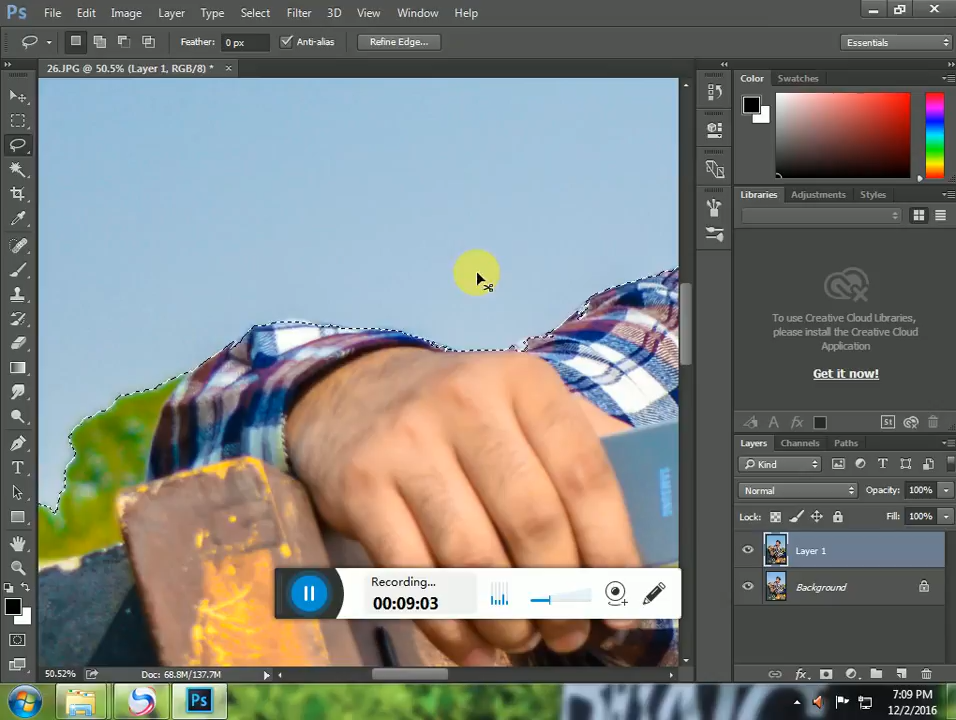 Ps File Edit Image Layer Type Select Filter 3D View Window Help
Feather: 0 px Anti-alias Refine Edge... Essentials
26.JPG @ 50.5% (Layer 1, RGB/8) *
Color Swatches
Libraries Adjustments Styles
To use Creative Cloud Libraries,
please install the Creative Cloud
Application
Get it now!
SAMSUNG
St
Layers Channels Paths
Kind
Normal Opacity: 100%
Lock: Fill: 100%
Layer 1
Background
Recording...
00:09:03
50.52% Doc: 68.8M/137.7M
Ps
7:09 PM
12/2/2016